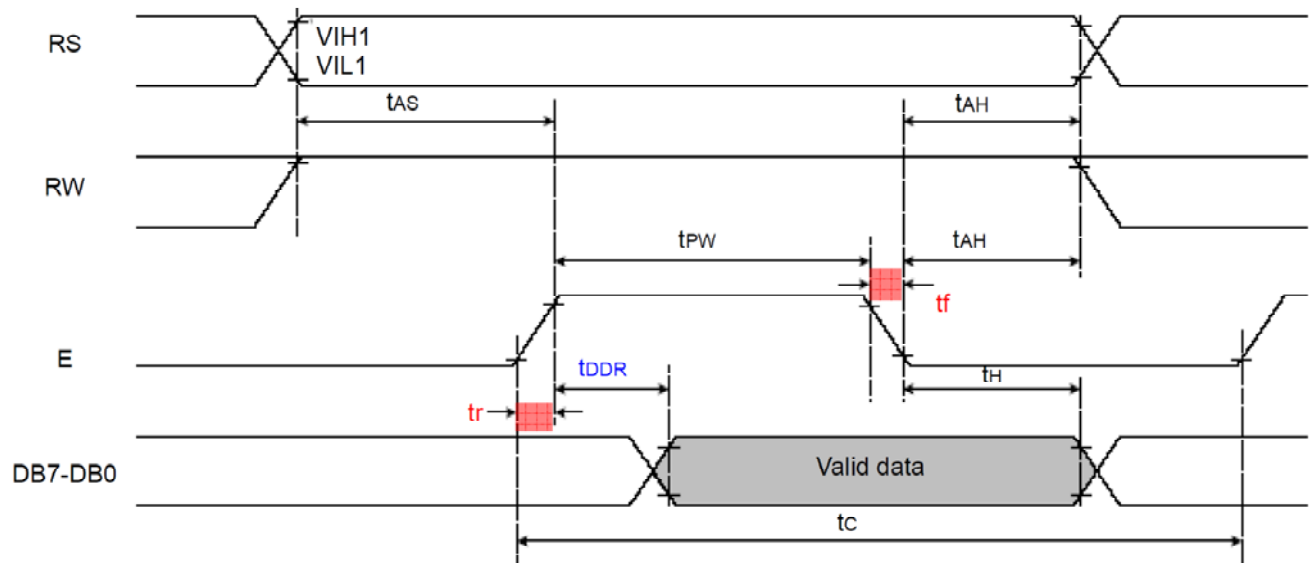 RS
VIH1
VIL1
tAS
tAH
RW
tPW
tAH
tf
E
tDDR
tH
tr
DB7-DB0
Valid data
tC